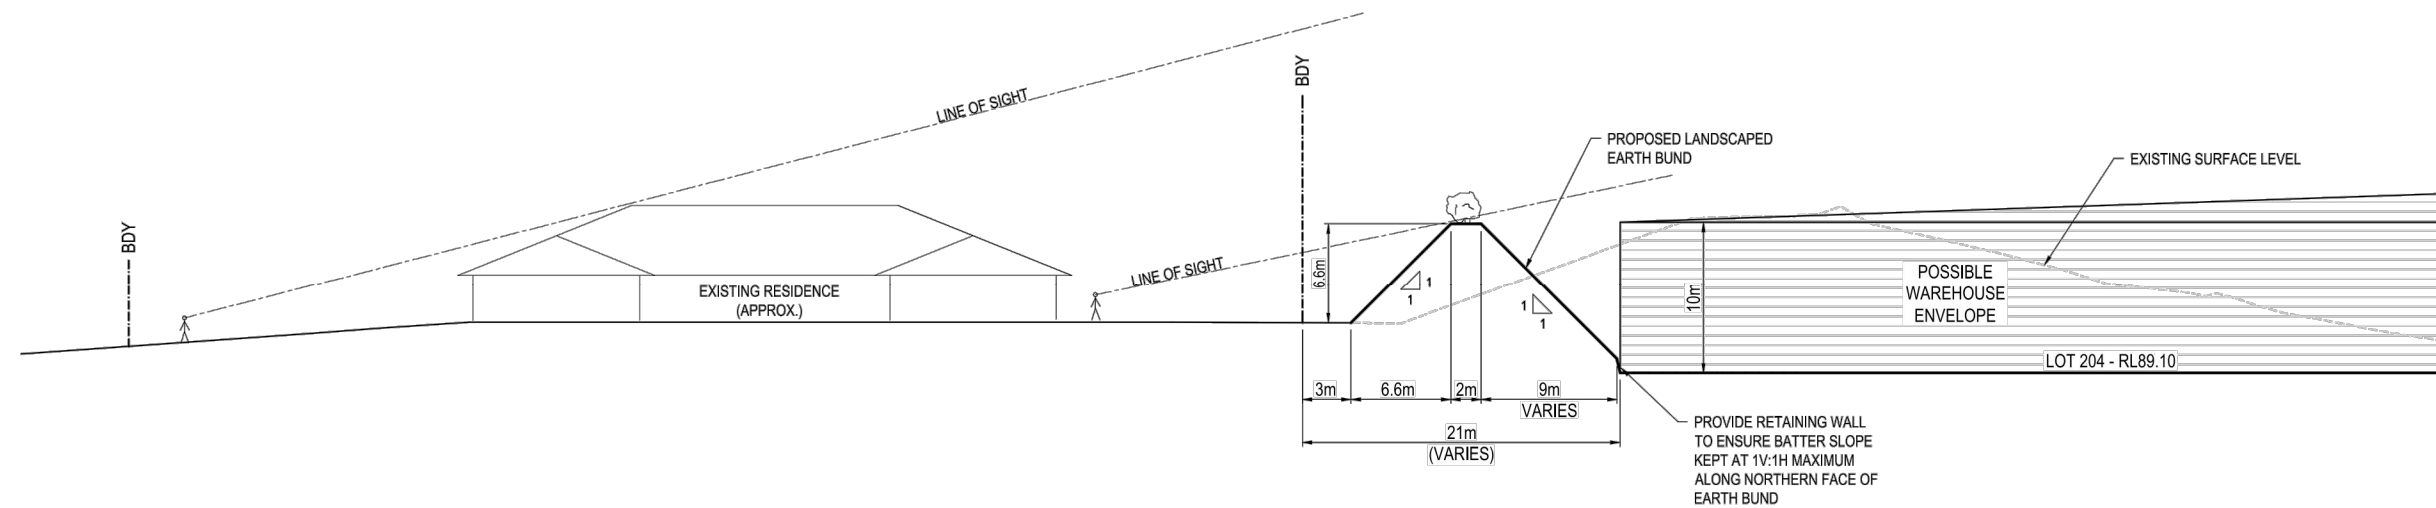 BDY
LINE OF SIGHT
EXISTING RESIDENCE
(APPROX.)
LINE OF SIGHT
BDY
6.6m
1
1
1
1
PROPOSED LANDSCAPED
EARTH BUND
EXISTING SURFACE LEVEL
10m
POSSIBLE
WAREHOUSE
ENVELOPE
LOT 204 - RL89.10
3m
6.6m
2m
9m
VARIES
21m
(VARIES)
PROVIDE RETAINING WALL
TO ENSURE BATTER SLOPE
KEPT AT 1V:1H MAXIMUM
ALONG NORTHERN FACE OF
EARTH BUND